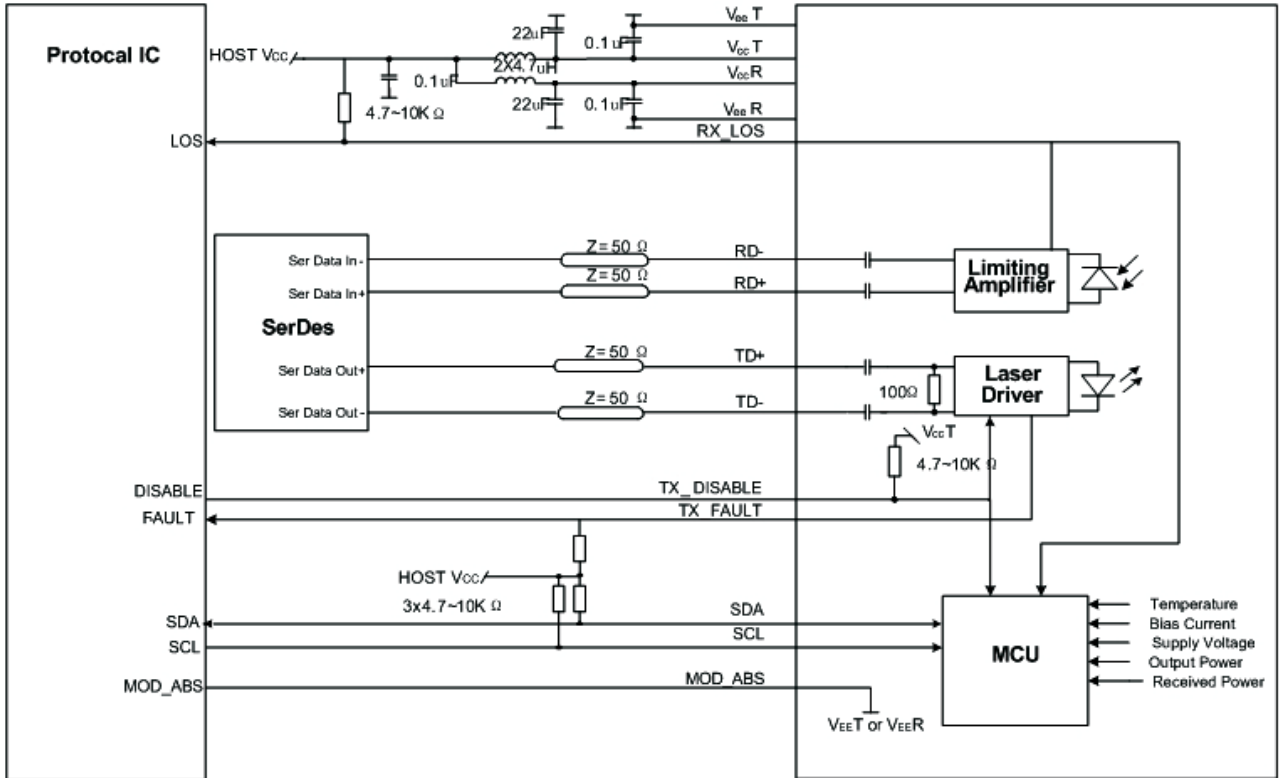 Protocal IC
HOST Vcc
22uF
0.1uF
2X4.7uH
0.1uF
22uF
0.1uF
4.7~10K Ω
VeeT
VccT
VccR
VeeR
LOS
RX_LOS
SerDes
Ser Data In-
Ser Data In+
Ser Data Out+
Ser Data Out-
Z=50 Ω
Z=50 Ω
Z=50 Ω
Z=50 Ω
RD-
RD+
TD+
TD-
Limiting
Amplifier
Laser
Driver
100Ω
VccT
4.7~10K Ω
DISABLE
TX_DISABLE
FAULT
TX_FAULT
HOST Vcc
3x4.7~10K Ω
SDA
SDA
SCL
SCL
MOD_ABS
MOD_ABS
VEET or VEER
MCU
Temperature
Bias Current
Supply Voltage
Output Power
Received Power